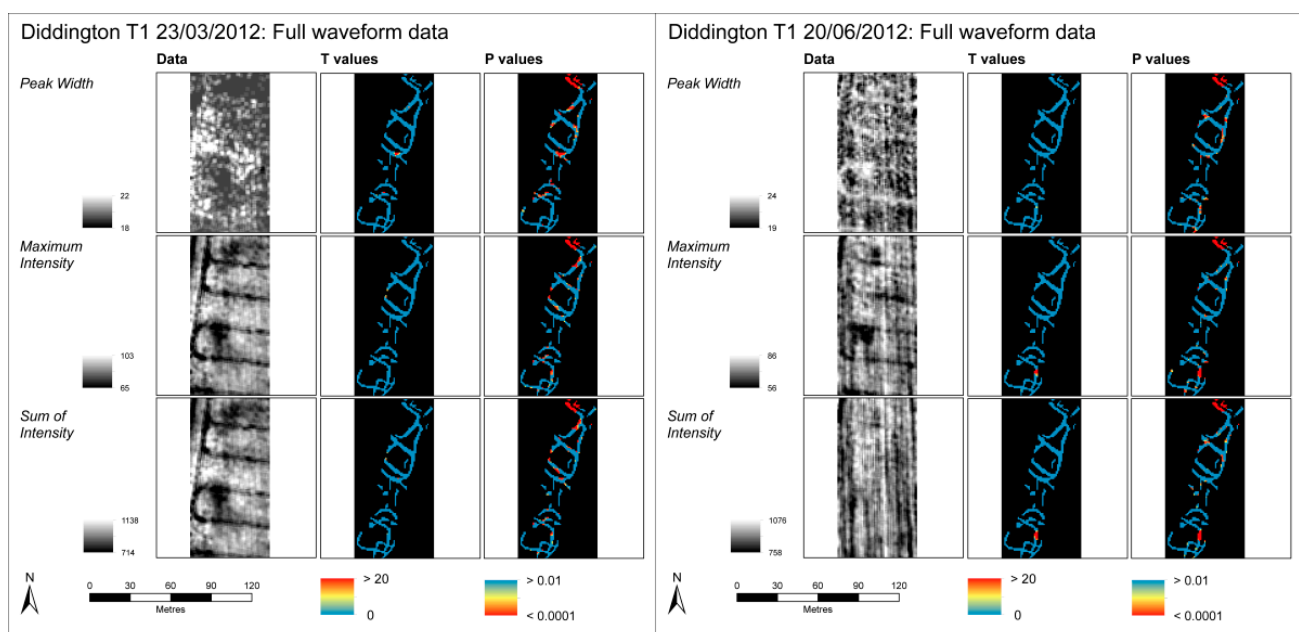 Diddington T1 23/03/2012: Full waveform data
Data
T values
P values
Peak Width
22
18
Maximum
Intensity
103
65
Sum of
Intensity
1138
714
N
0 30 60 90 120
Metres
> 20
0
> 0.01
< 0.0001
Diddington T1 20/06/2012: Full waveform data
Data
T values
P values
Peak Width
24
19
Maximum
Intensity
86
56
Sum of
Intensity
1076
758
N
0 30 60 90 120
Metres
> 20
0
> 0.01
< 0.0001